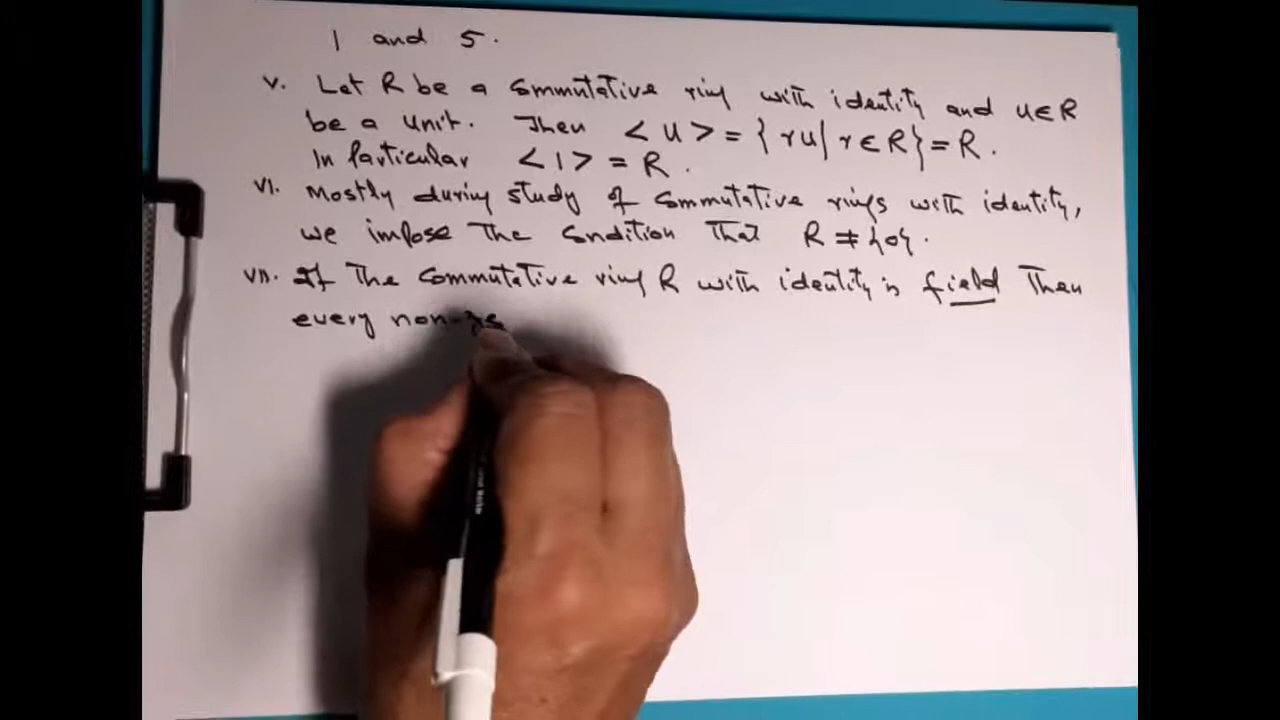 1 and 5.
v. Let R be a commutative ring with identity and u∈R
be a unit. Then <u> = {ru| r∈R} = R.
In particular <1> = R.
vi. Mostly during study of commutative rings with identity,
we impose the condition that R ≠ {0}.
vii. If the commutative ring R with identity is field then
every non-ze